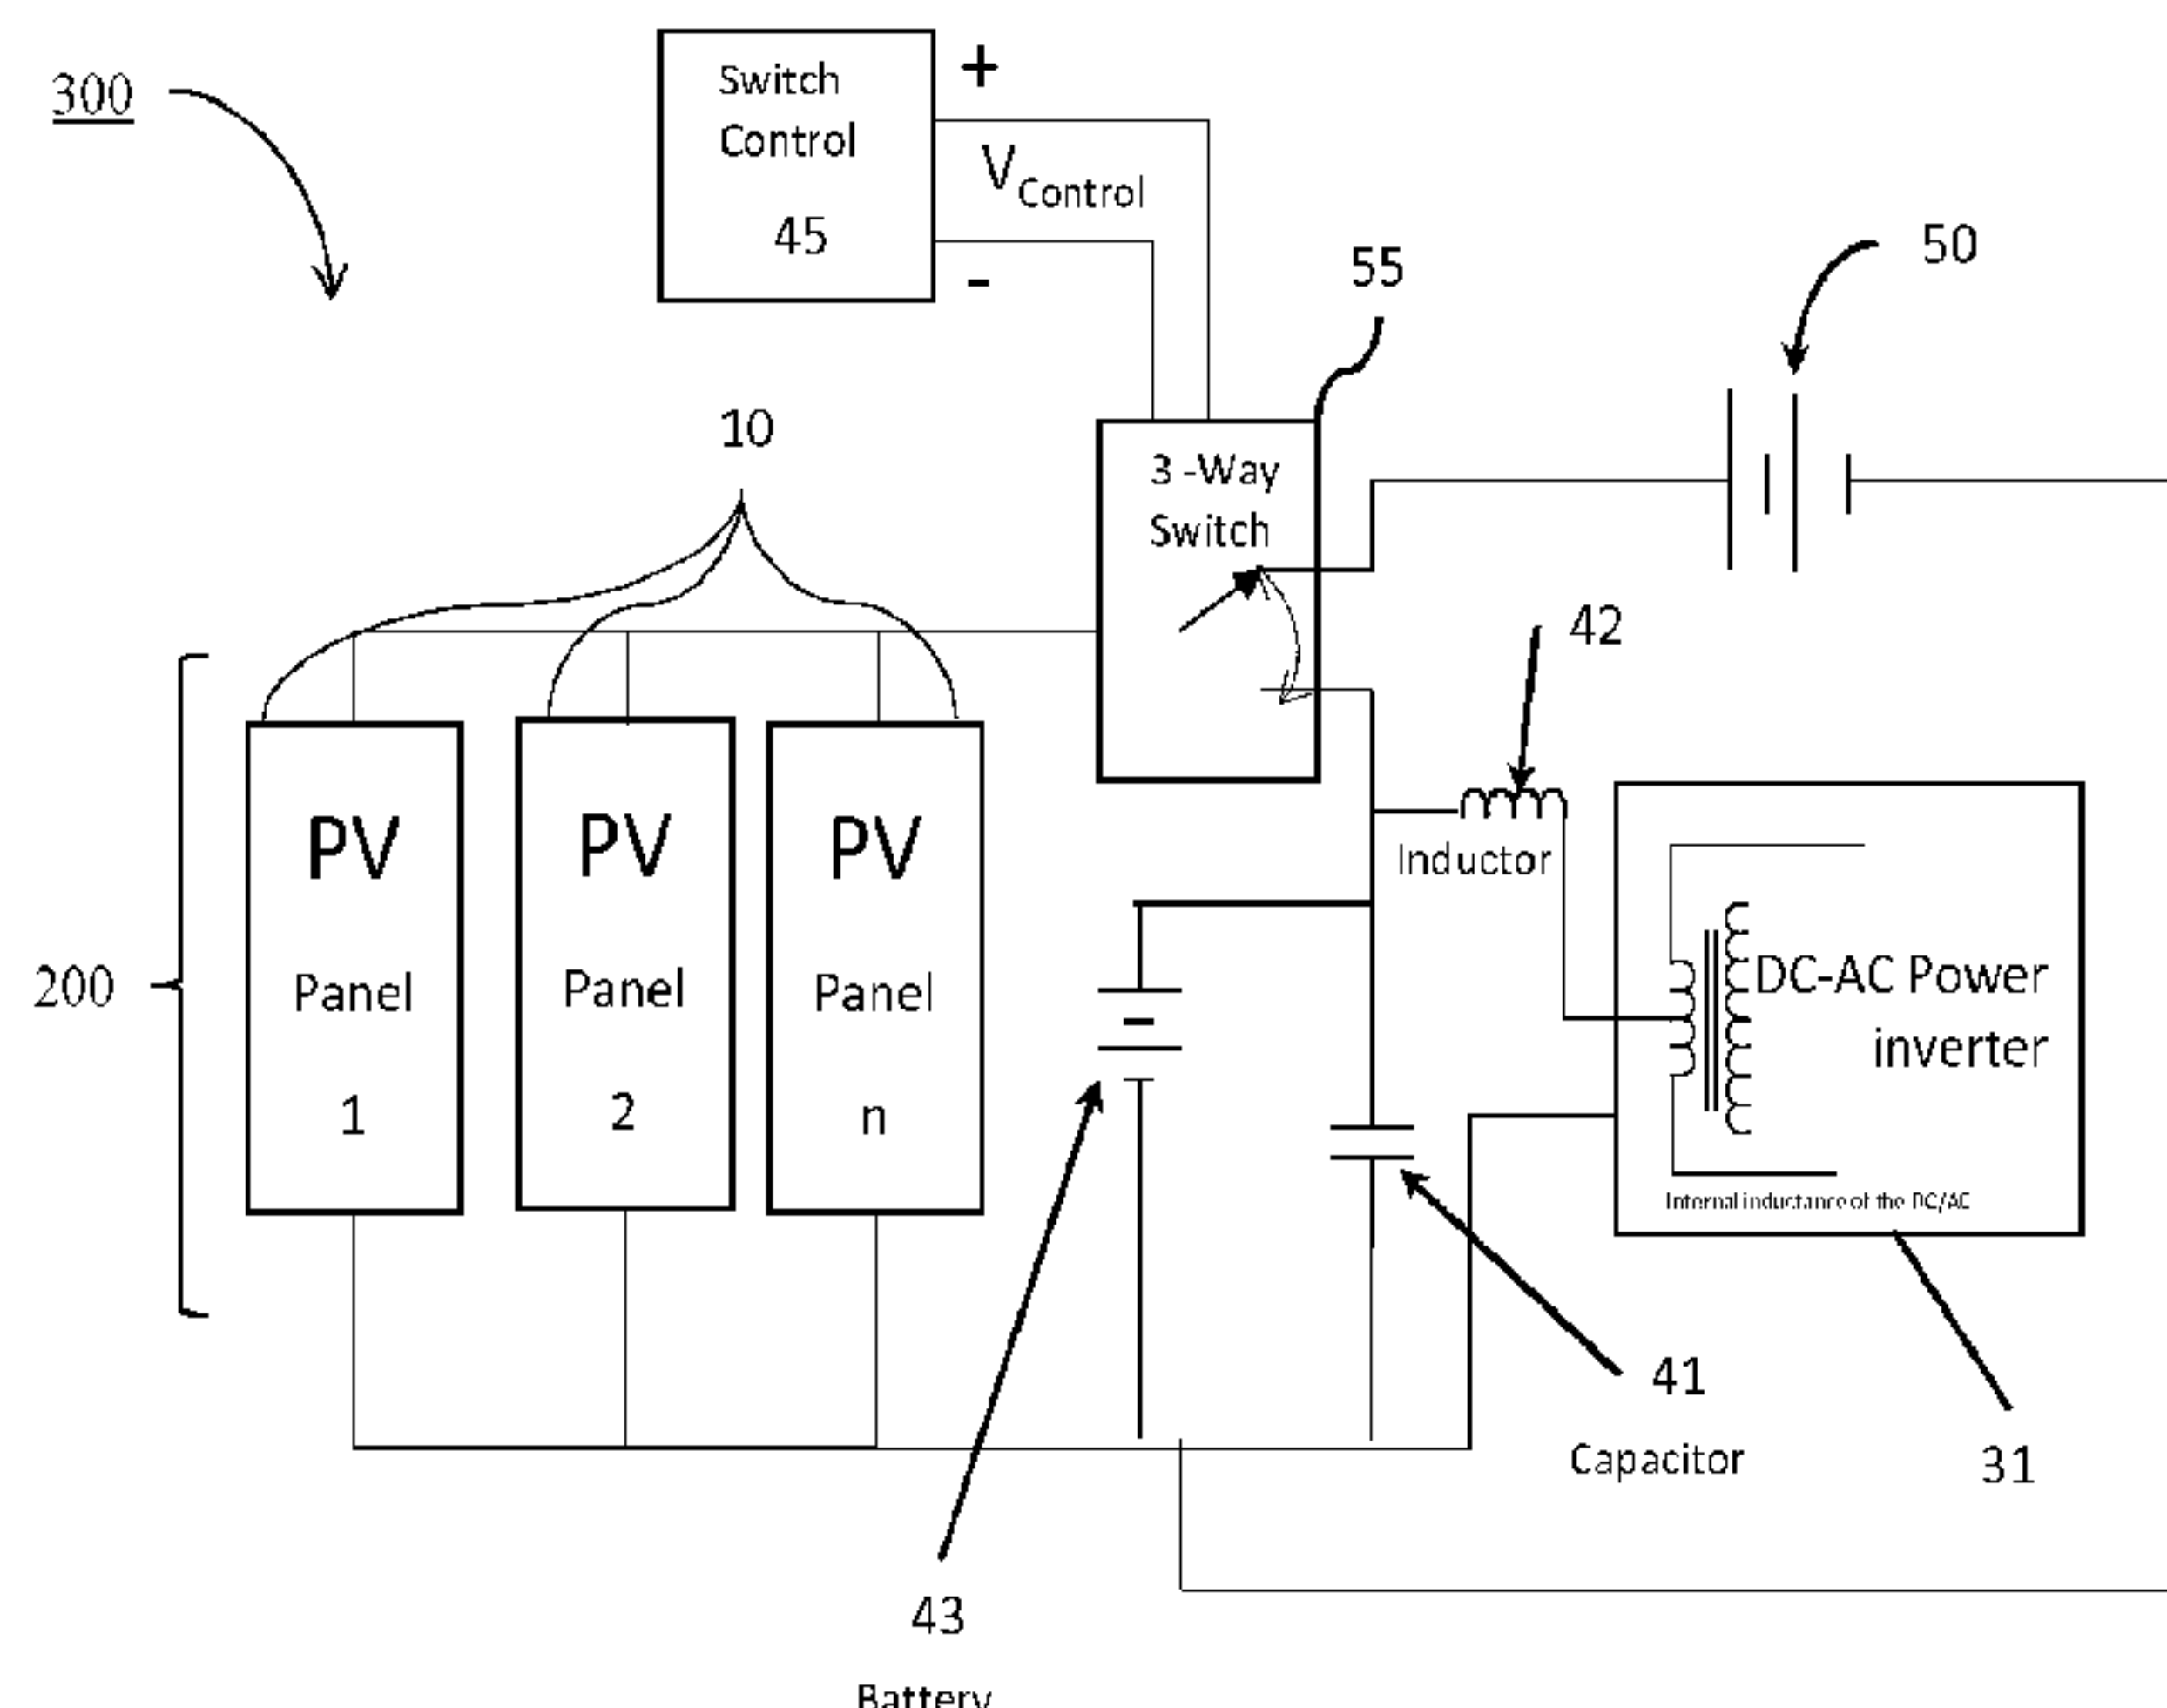 300
Switch
Control
45
+
VControl
-
55
50
10
3 -Way
Switch
42
Inductor
200
PV
Panel
1
PV
Panel
2
PV
Panel
n
DC-AC Power
inverter
Internal inductance of the DC/AC
41
Capacitor
31
43
Battery